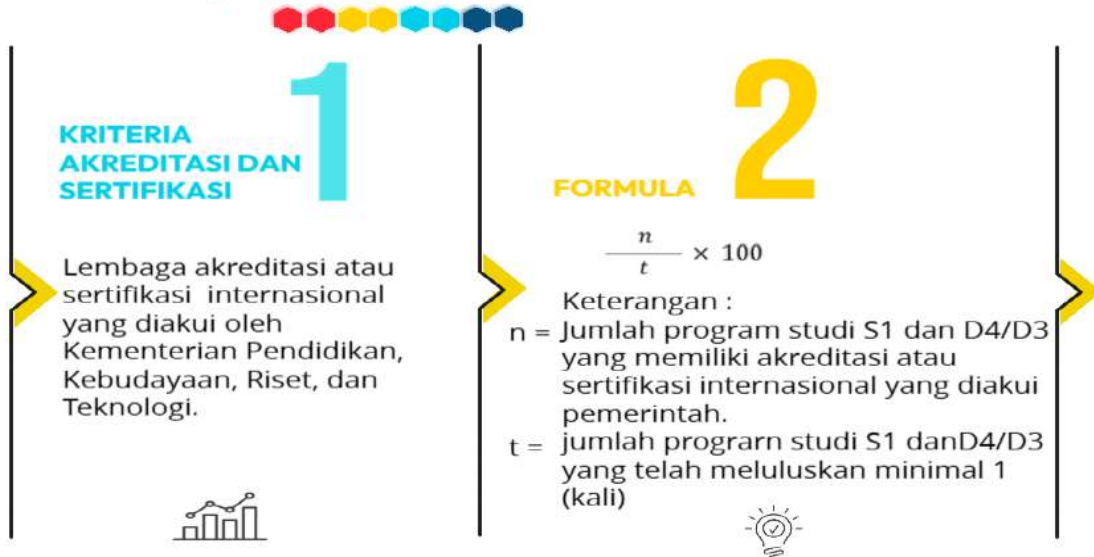 1
KRITERIA
AKREDITASI DAN
SERTIFIKASI
Lembaga akreditasi atau
sertifikasi internasional
yang diakui oleh
Kementerian Pendidikan,
Kebudayaan, Riset, dan
Teknologi.
2
FORMULA
n
t × 100
Keterangan :
n = Jumlah program studi S1 dan D4/D3
yang memiliki akreditasi atau
sertifikasi internasional yang diakui
pemerintah.
t = jumlah prograrn studi S1 danD4/D3
yang telah meluluskan minimal 1
(kali)